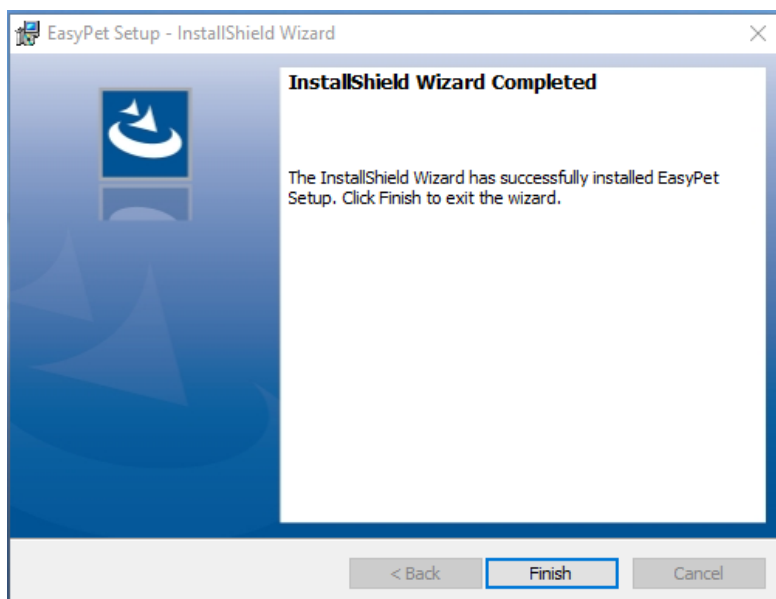 EasyPet Setup - InstallShield Wizard
InstallShield Wizard Completed
The InstallShield Wizard has successfully installed EasyPet
Setup. Click Finish to exit the wizard.
< Back
Finish
Cancel